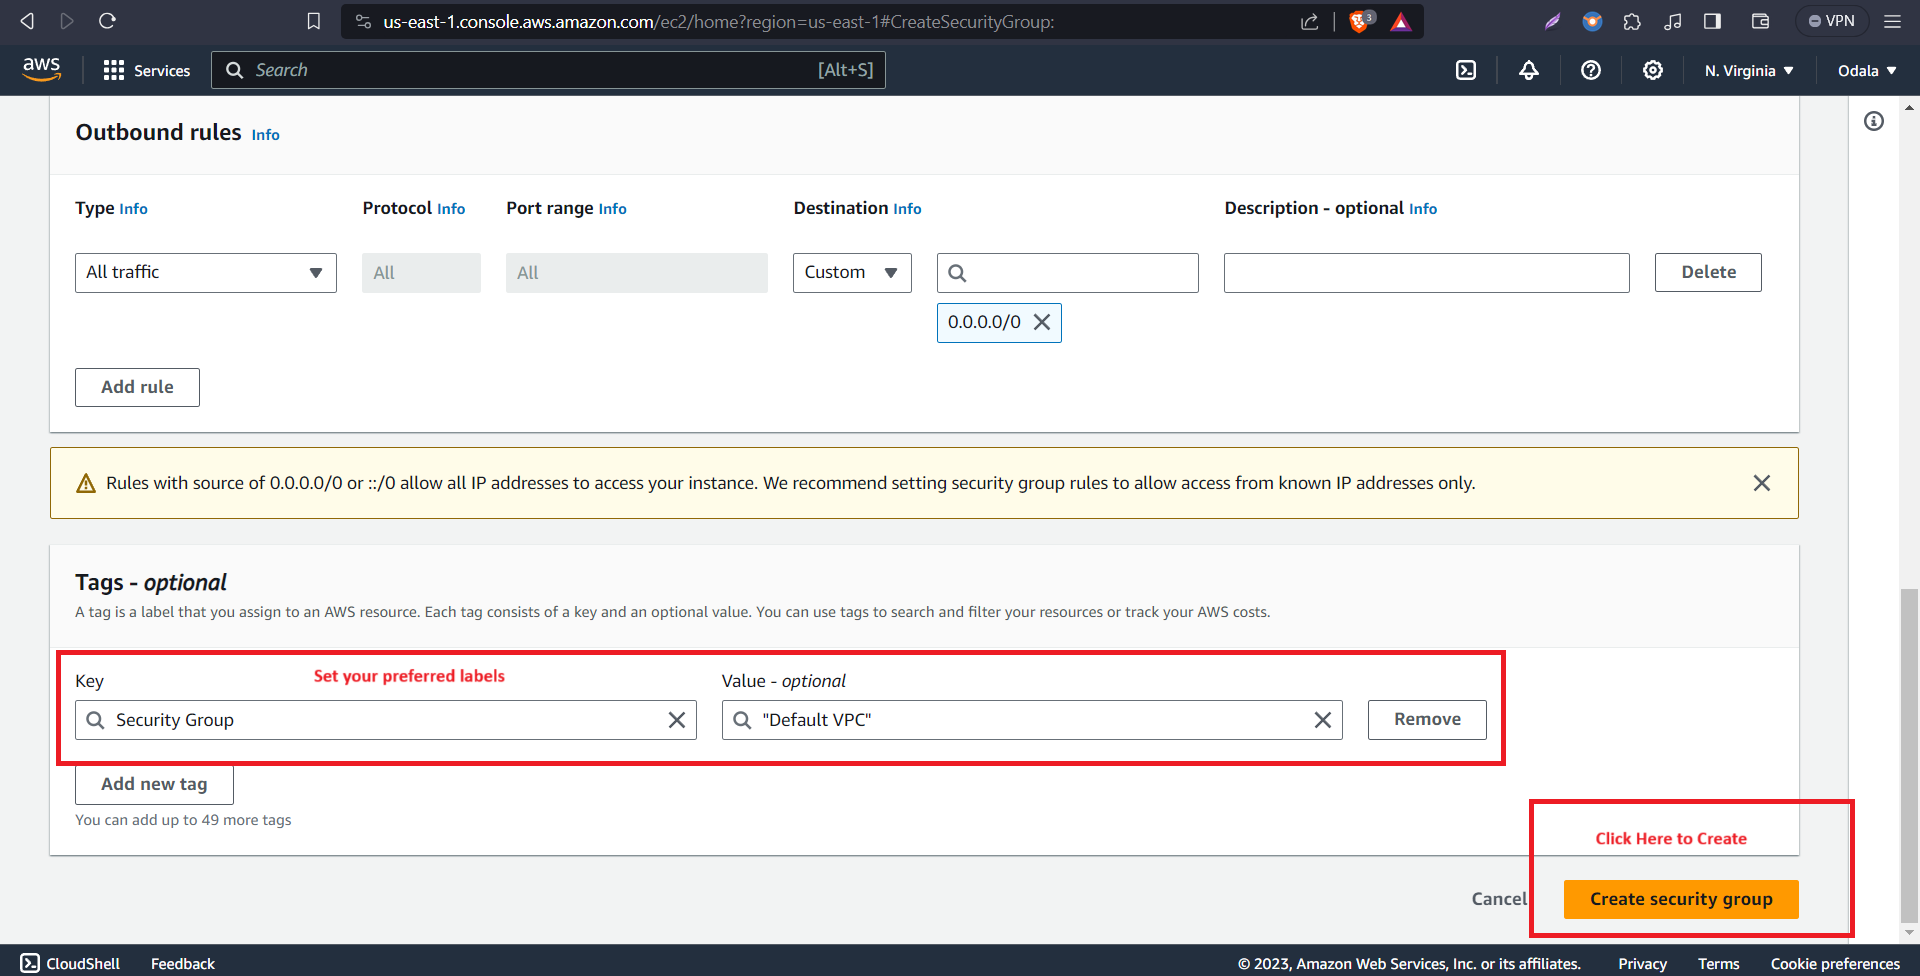 us-east-1.console.aws.amazon.com/ec2/home?region=us-east-1#CreateSecurityGroup:
3
VPN
aws
Services
Search
[Alt+S]
N. Virginia
Odala
Outbound rules Info
Type Info
Protocol Info
Port range Info
Destination Info
Description - optional Info
All traffic
All
All
Custom
Delete
0.0.0.0/0
Add rule
Rules with source of 0.0.0.0/0 or ::/0 allow all IP addresses to access your instance. We recommend setting security group rules to allow access from known IP addresses only.
Tags - optional
A tag is a label that you assign to an AWS resource. Each tag consists of a key and an optional value. You can use tags to search and filter your resources or track your AWS costs.
Key
Set your preferred labels
Value - optional
Security Group
"Default VPC"
Remove
Add new tag
You can add up to 49 more tags
Click Here to Create
Cancel
Create security group
CloudShell
Feedback
© 2023, Amazon Web Services, Inc. or its affiliates.
Privacy
Terms
Cookie preferences